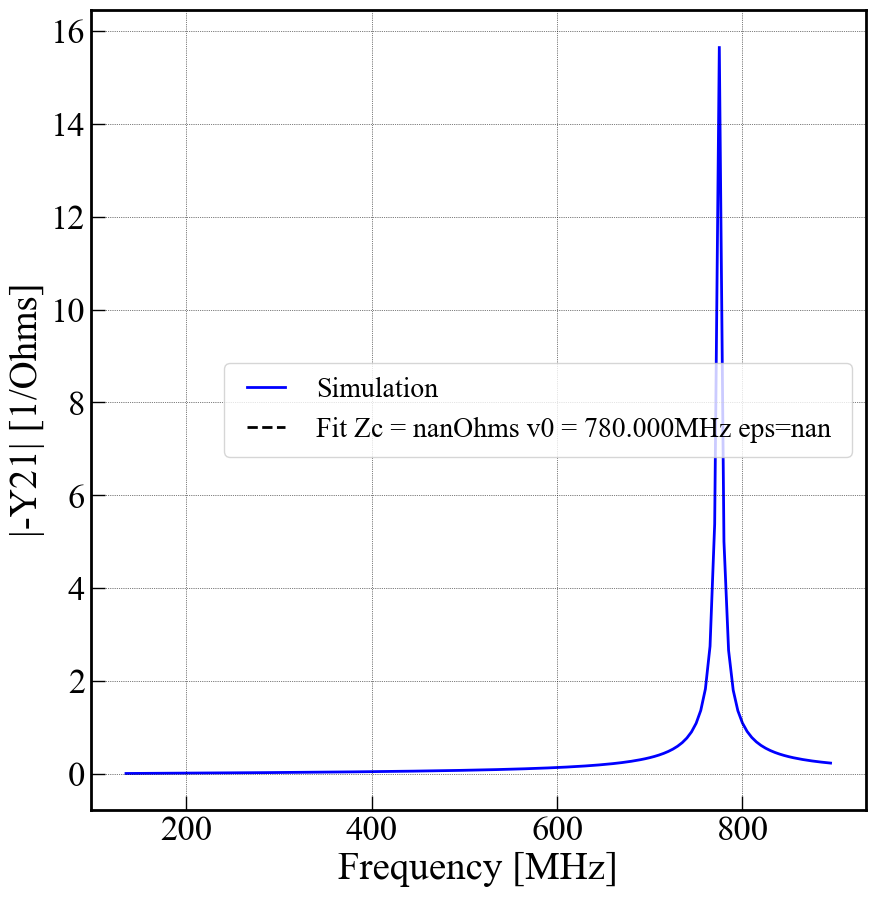 16
14
12
10
8
6
4
2
0
|-Y21| [1/Ohms]
Simulation
Fit Zc = nanOhms v0 = 780.000MHz eps=nan
200 400 600 800
Frequency [MHz]